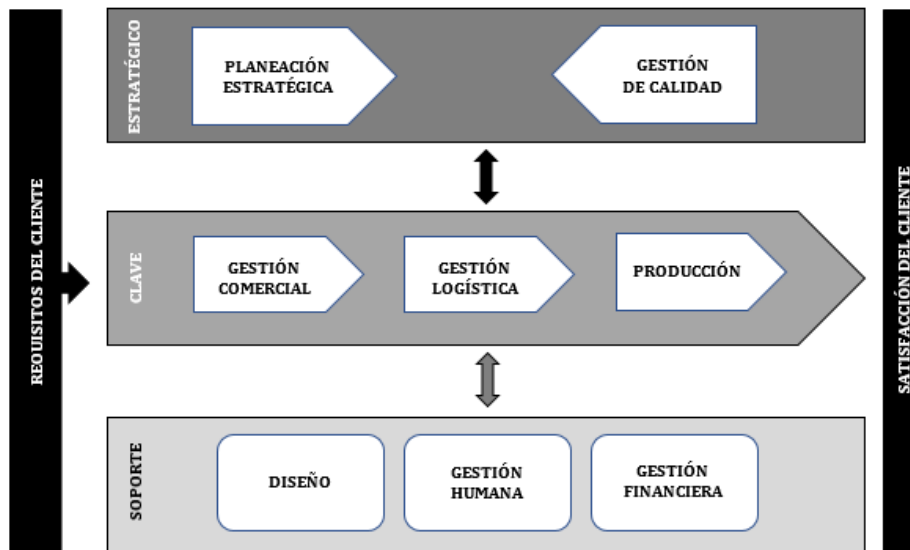 REQUISITOS DEL CLIENTE
ESTRATÉGICO
PLANEACIÓN
ESTRATÉGICA
GESTIÓN
DE CALIDAD
CLAVE
GESTIÓN
COMERCIAL
GESTIÓN
LOGÍSTICA
PRODUCCIÓN
SOPORTE
DISEÑO
GESTIÓN
HUMANA
GESTIÓN
FINANCIERA
SATISFACCIÓN DEL CLIENTE